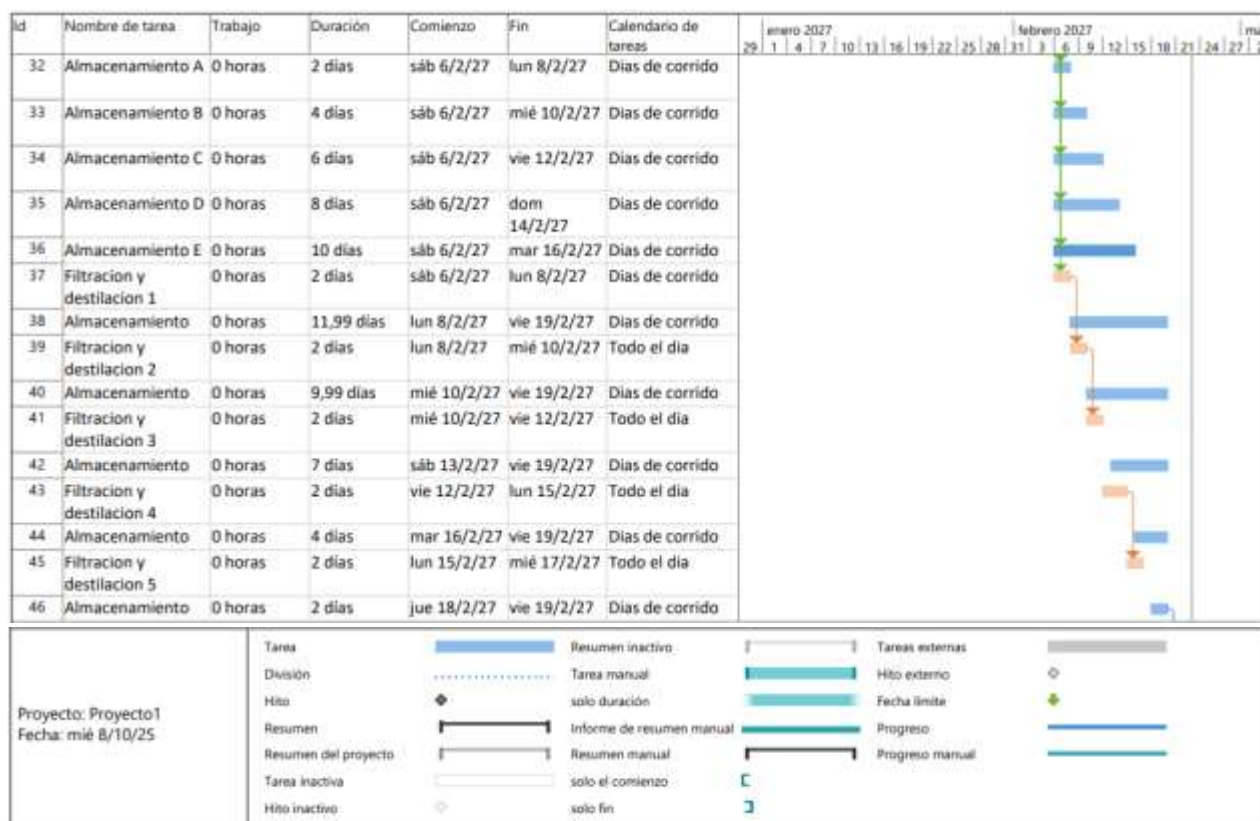 Id Nombre de tarea Trabajo Duración Comienzo Fin Calendario de tareas
enero 2027 febrero 2027
29 1 4 7 10 13 16 19 22 25 28 31 3 6 9 12 15 18 21 24 27
32 Almacenamiento A 0 horas 2 días sáb 6/2/27 lun 8/2/27 Dias de corrido
33 Almacenamiento B 0 horas 4 días sáb 6/2/27 mié 10/2/27 Dias de corrido
34 Almacenamiento C 0 horas 6 días sáb 6/2/27 vie 12/2/27 Dias de corrido
35 Almacenamiento D 0 horas 8 días sáb 6/2/27 dom 14/2/27 Dias de corrido
36 Almacenamiento E 0 horas 10 días sáb 6/2/27 mar 16/2/27 Dias de corrido
37 Filtracion y destilacion 1 0 horas 2 días sáb 6/2/27 lun 8/2/27 Dias de corrido
38 Almacenamiento 0 horas 11,99 días lun 8/2/27 vie 19/2/27 Dias de corrido
39 Filtracion y destilacion 2 0 horas 2 días lun 8/2/27 mié 10/2/27 Todo el dia
40 Almacenamiento 0 horas 9,99 días mié 10/2/27 vie 19/2/27 Dias de corrido
41 Filtracion y destilacion 3 0 horas 2 días mié 10/2/27 vie 12/2/27 Todo el dia
42 Almacenamiento 0 horas 7 días sáb 13/2/27 vie 19/2/27 Dias de corrido
43 Filtracion y destilacion 4 0 horas 2 días vie 12/2/27 lun 15/2/27 Todo el dia
44 Almacenamiento 0 horas 4 días mar 16/2/27 vie 19/2/27 Dias de corrido
45 Filtracion y destilacion 5 0 horas 2 días lun 15/2/27 mié 17/2/27 Todo el dia
46 Almacenamiento 0 horas 2 días jue 18/2/27 vie 19/2/27 Dias de corrido
Proyecto: Proyecto1
Fecha: mié 8/10/25
Tarea Resumen inactivo Tareas externas
División Tarea manual Hito externo
Hito solo duración Fecha límite
Resumen Informe de resumen manual Progreso
Resumen del proyecto Resumen manual Progreso manual
Tarea inactiva solo el comienzo
Hito inactivo solo fin